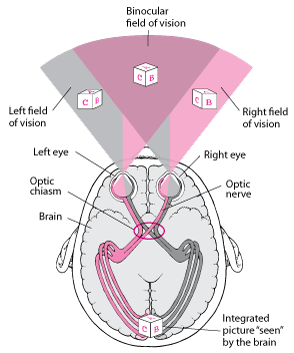 Binocular
field of vision
C B
C B
C B
Left field
of vision
Right field
of vision
Left eye
Right eye
Optic
chiasm
Optic
nerve
Brain
C B
Integrated
picture “seen”
by the brain